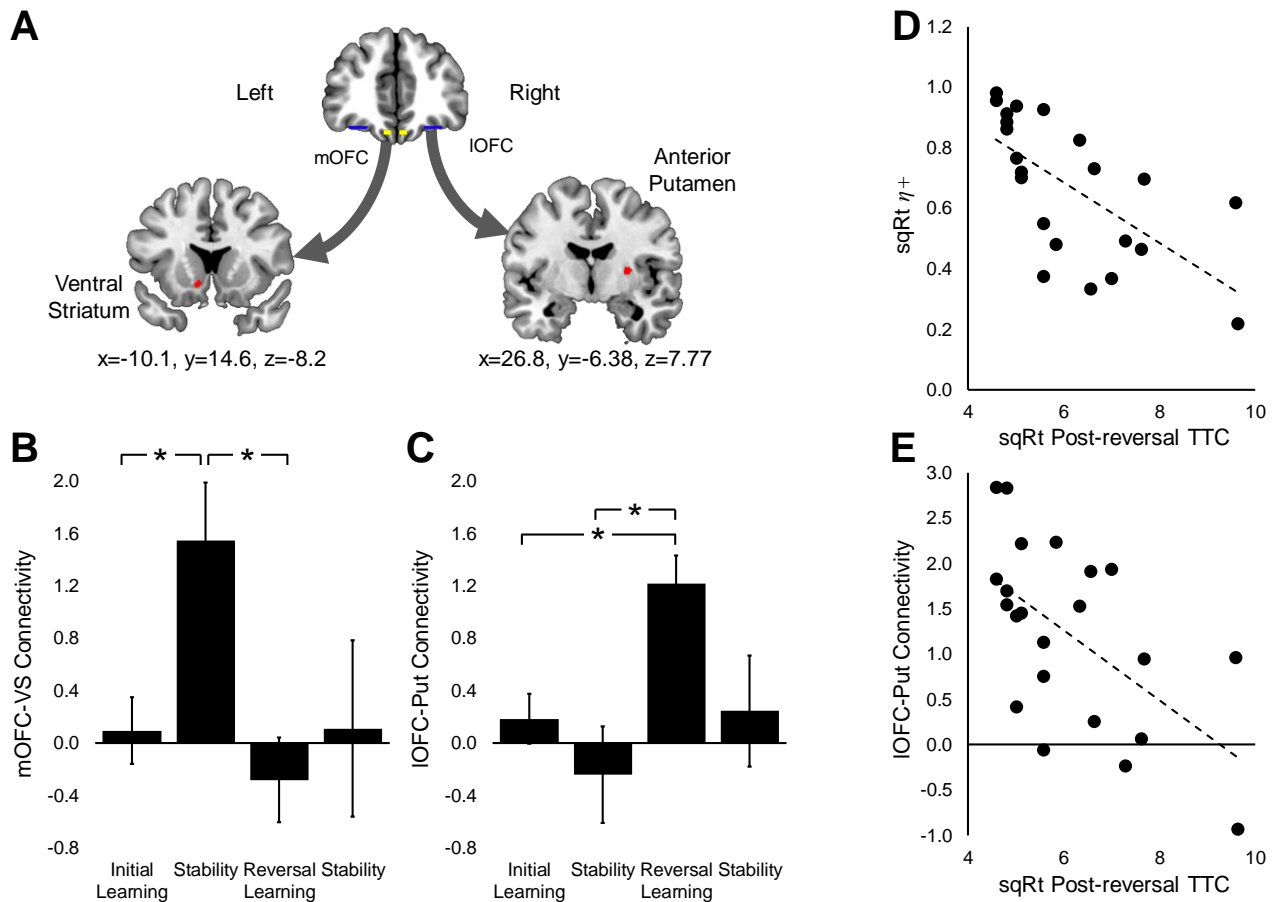 A
Left
Right
mOFC
lOFC
Anterior
Putamen
Ventral
Striatum
x=-10.1, y=14.6, z=-8.2
x=26.8, y=-6.38, z=7.77
B
* *
mOFC-VS Connectivity
2.0
1.6
1.2
0.8
0.4
0.0
-0.4
-0.8
Initial
Learning
Stability
Reversal
Learning
Stability
C
*
*
lOFC-Put Connectivity
2.0
1.6
1.2
0.8
0.4
0.0
-0.4
-0.8
Initial
Learning
Stability
Reversal
Learning
Stability
D
sqRt η+
1.2
1.0
0.8
0.6
0.4
0.2
0.0
4 6 8 10
sqRt Post-reversal TTC
E
lOFC-Put Connectivity
3.0
2.5
2.0
1.5
1.0
0.5
0.0
-0.5
-1.0
4 6 8 10
sqRt Post-reversal TTC